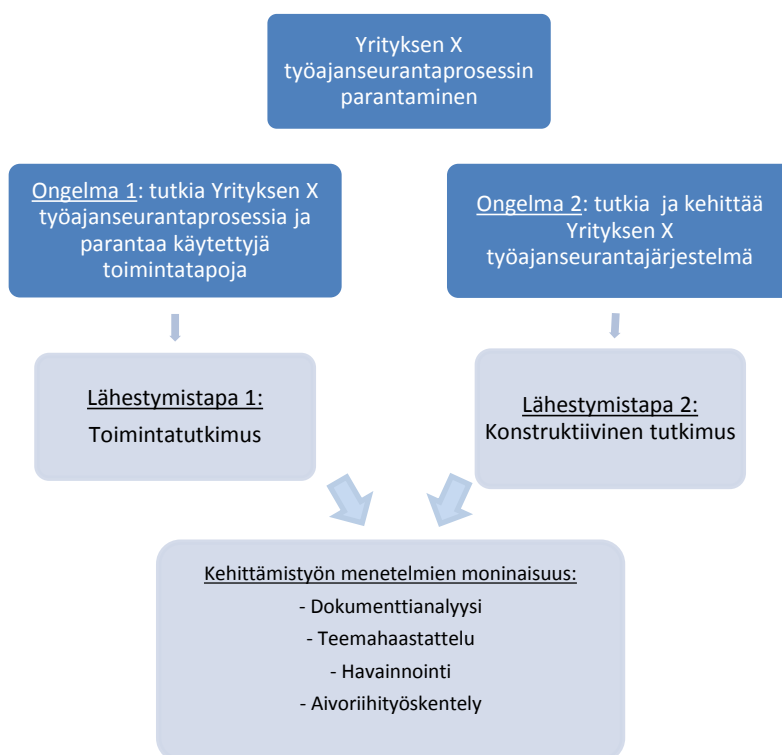 Yrityksen X
työajanseurantaprosessin
parantaminen
Ongelma 1: tutkia Yrityksen X
työajanseurantaprosessia ja
parantaa käytettyjä
toimintatapoja
Ongelma 2: tutkia ja kehittää
Yrityksen X
työajanseurantajärjestelmä
Lähestymistapa 1:
Toimintatutkimus
Lähestymistapa 2:
Konstruktiivinen tutkimus
Kehittämistyön menetelmien moninaisuus:
- Dokumenttianalyysi
- Teemahaastattelu
- Havainnointi
- Aivoriihityöskentely